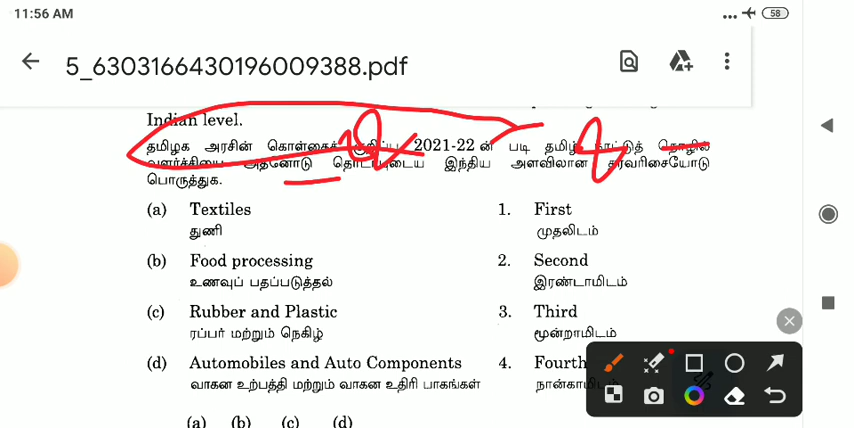 11:56 AM
58
5_6303166430196009388.pdf
Indian level.
தமிழக அரசின் கொள்கைக் குறிப்பு 2021-22 ன் படி தமிழ் நாட்டுத் தொழில்
வளர்ச்சியை அதனோடு தொடர்புடைய இந்திய அளவிலான தரவரிசையோடு
பொருத்துக.
(a) Textiles 1. First
துணி முதலிடம்
(b) Food processing 2. Second
உணவுப் பதப்படுத்தல் இரண்டாமிடம்
(c) Rubber and Plastic 3. Third
ரப்பர் மற்றும் நெகிழ் மூன்றாமிடம்
(d) Automobiles and Auto Components 4. Fourth
வாகன உற்பத்தி மற்றும் வாகன உதிரி பாகங்கள் நான்காமிடம்
(a) (b) (c) (d)